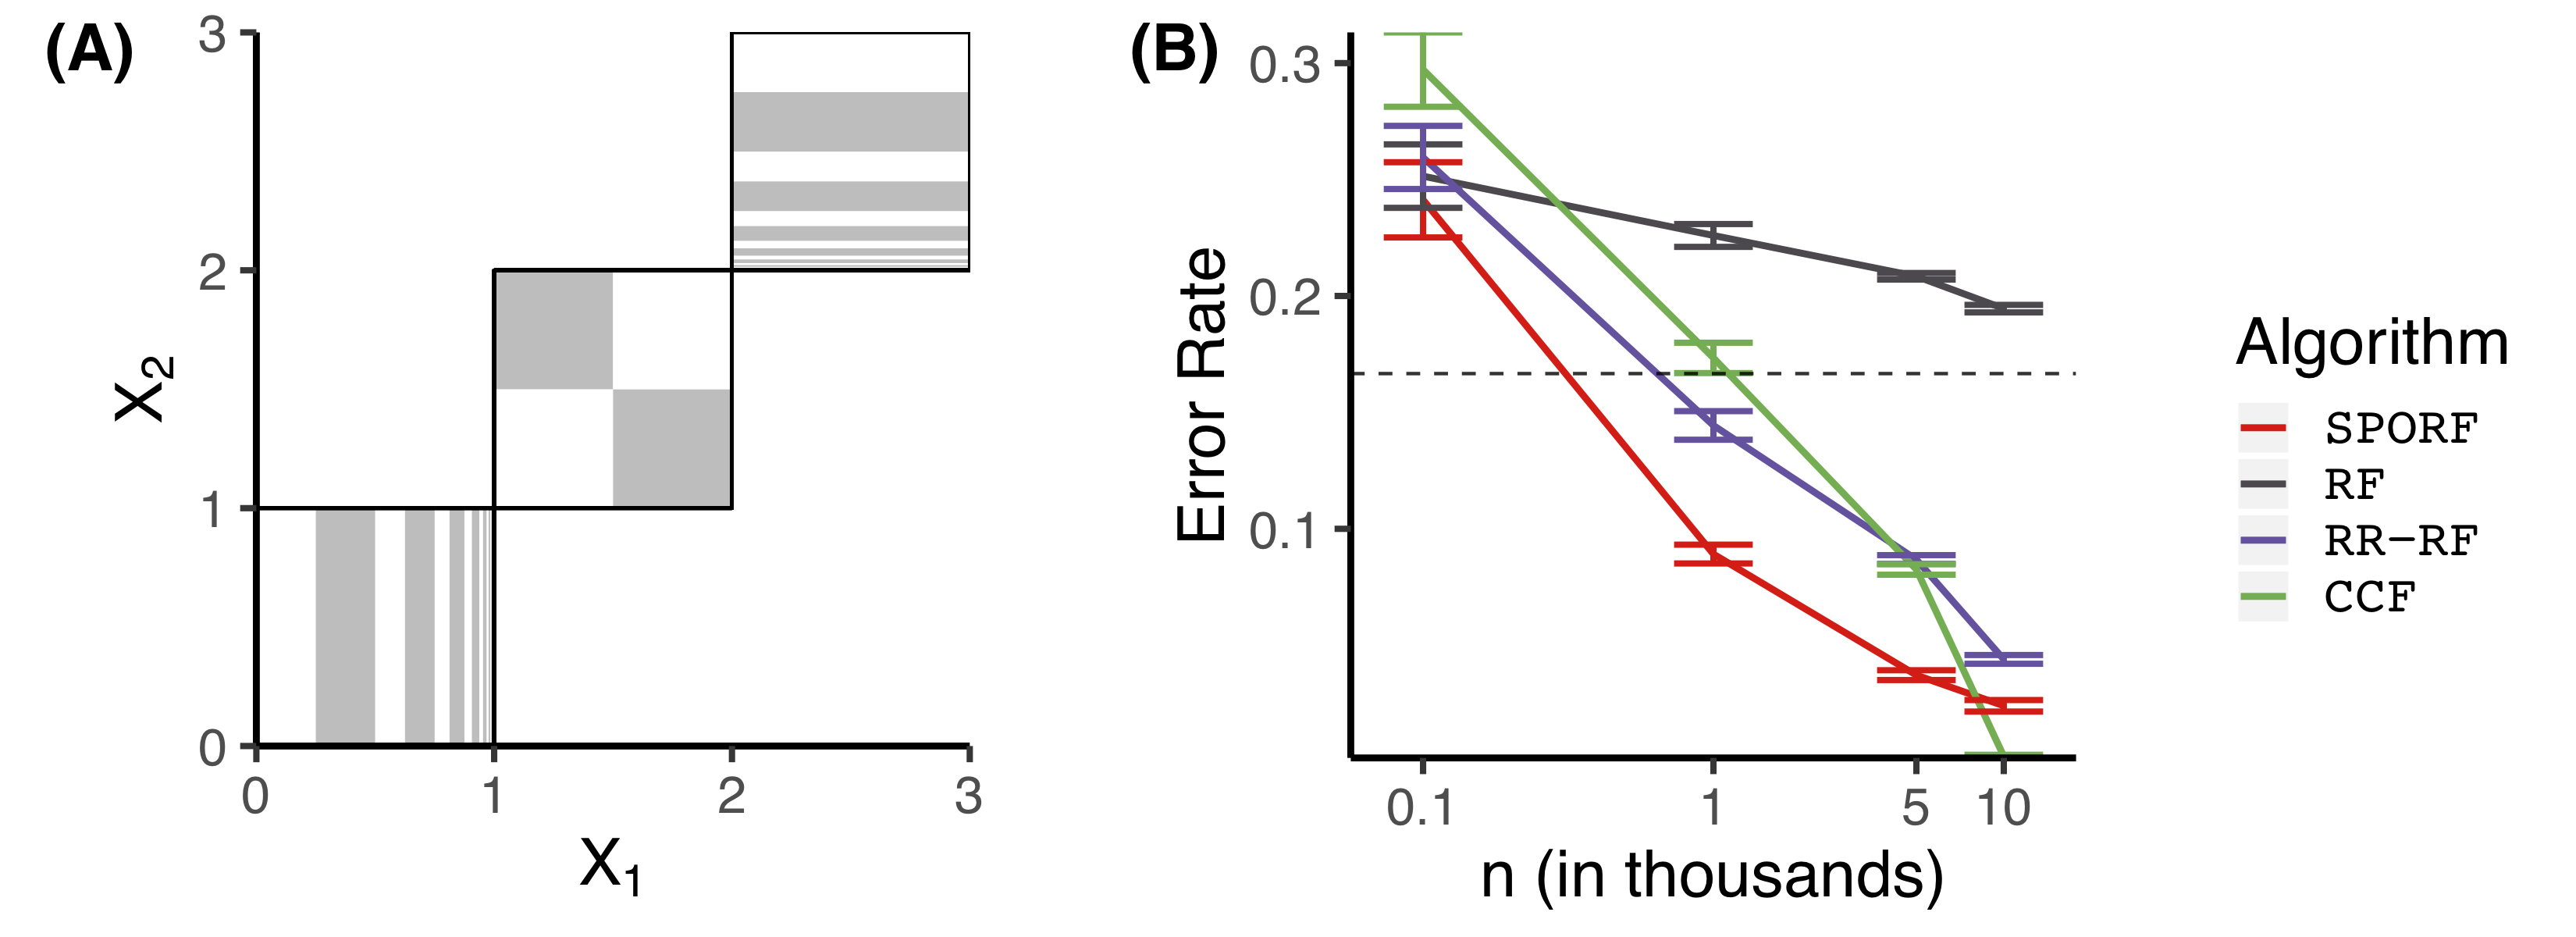 (A)
3
2
1
0
X2
0 1 2 3
X1
(B)
0.3
0.2
0.1
Error Rate
0.1 1 5 10
n (in thousands)
Algorithm
SPORF
RF
RR-RF
CCF